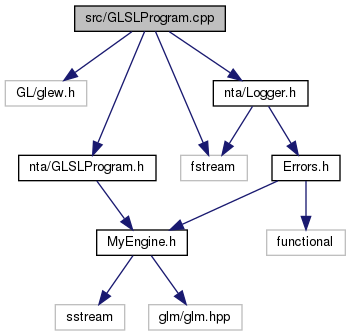 src/GLSLProgram.cpp
GL/glew.h
nta/Logger.h
nta/GLSLProgram.h
fstream
Errors.h
MyEngine.h
functional
sstream
glm/glm.hpp